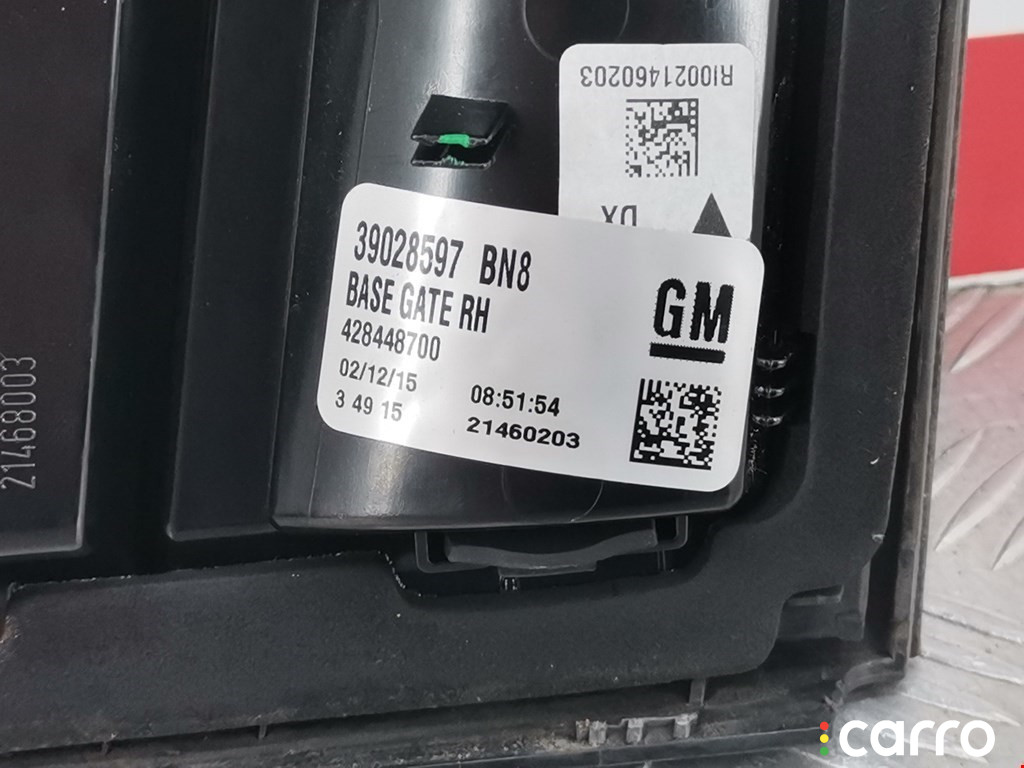 RI0021460203
DX
39028597 BN8
BASE GATE RH
428448700
02/12/15 08:51:54
3 49 15 21460203
GM
21468003
carro